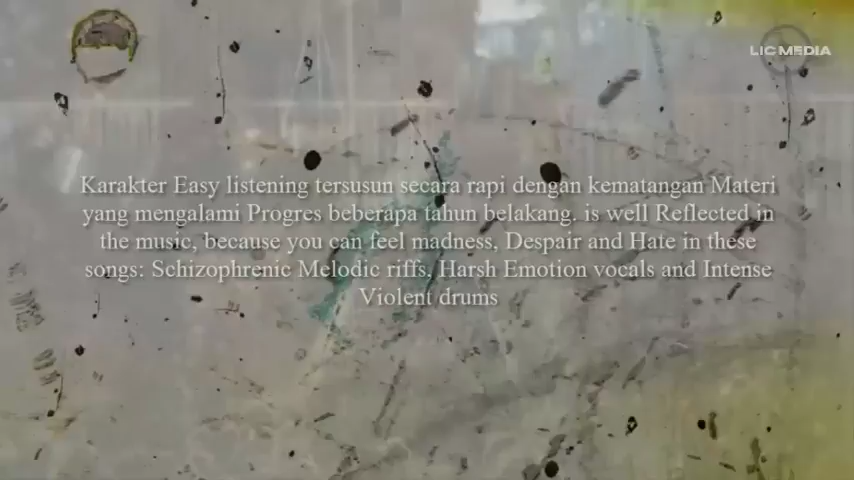 LIC MEDIA
Karakter Easy listening tersusun secara rapi dengan kematangan Materi
yang mengalami Progres beberapa tahun belakang. is well Reflected in
the music, because you can feel madness, Despair and Hate in these
songs: Schizophrenic Melodic riffs, Harsh Emotion vocals and Intense
Violent drums